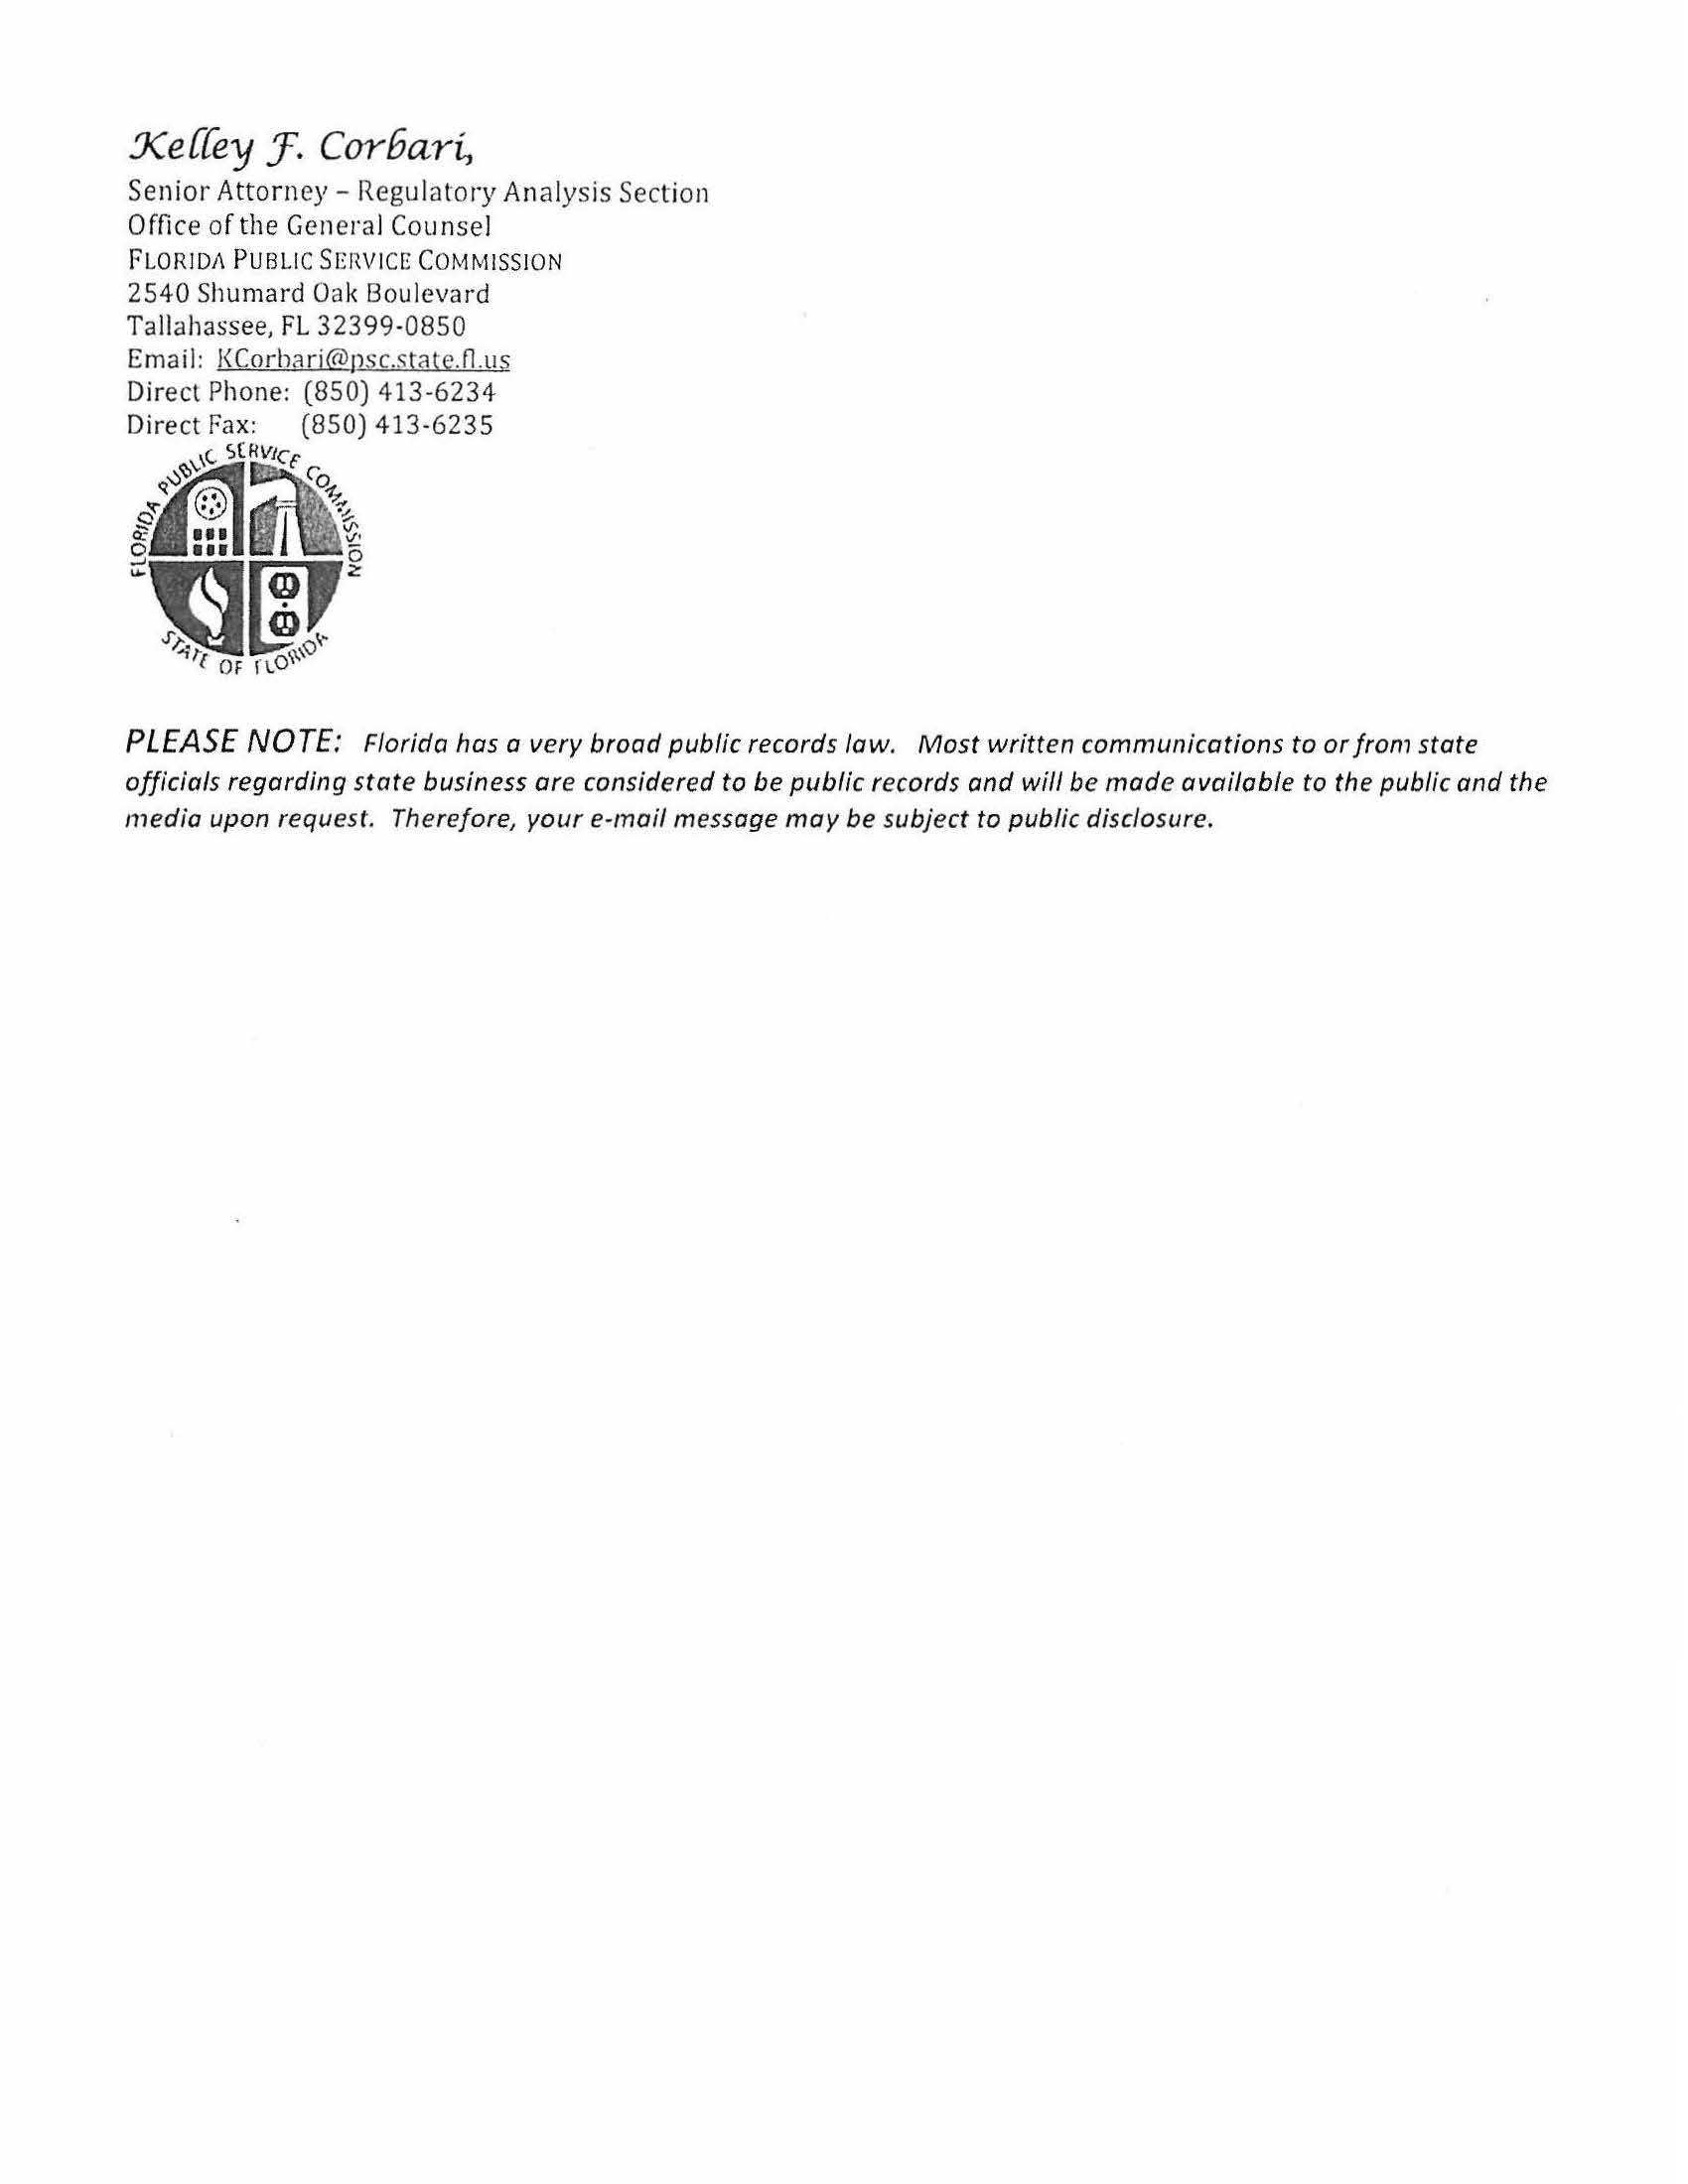 Kelley F. Corbari,
Senior Attorney – Regulatory Analysis Section
Office of the General Counsel
FLORIDA PUBLIC SERVICE COMMISSION
2540 Shumard Oak Boulevard
Tallahassee, FL 32399-0850
Email: KCorbari@psc.state.fl.us
Direct Phone: (850) 413-6234
Direct Fax: (850) 413-6235
FLORIDA PUBLIC SERVICE COMMISSION
STATE OF FLORIDA
PLEASE NOTE: Florida has a very broad public records law. Most written communications to or from state
officials regarding state business are considered to be public records and will be made available to the public and the
media upon request. Therefore, your e-mail message may be subject to public disclosure.